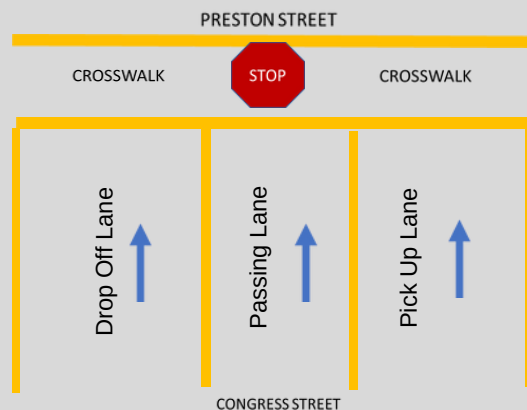 PRESTON STREET
CROSSWALK
STOP
CROSSWALK
Drop Off Lane
Passing Lane
Pick Up Lane
CONGRESS STREET